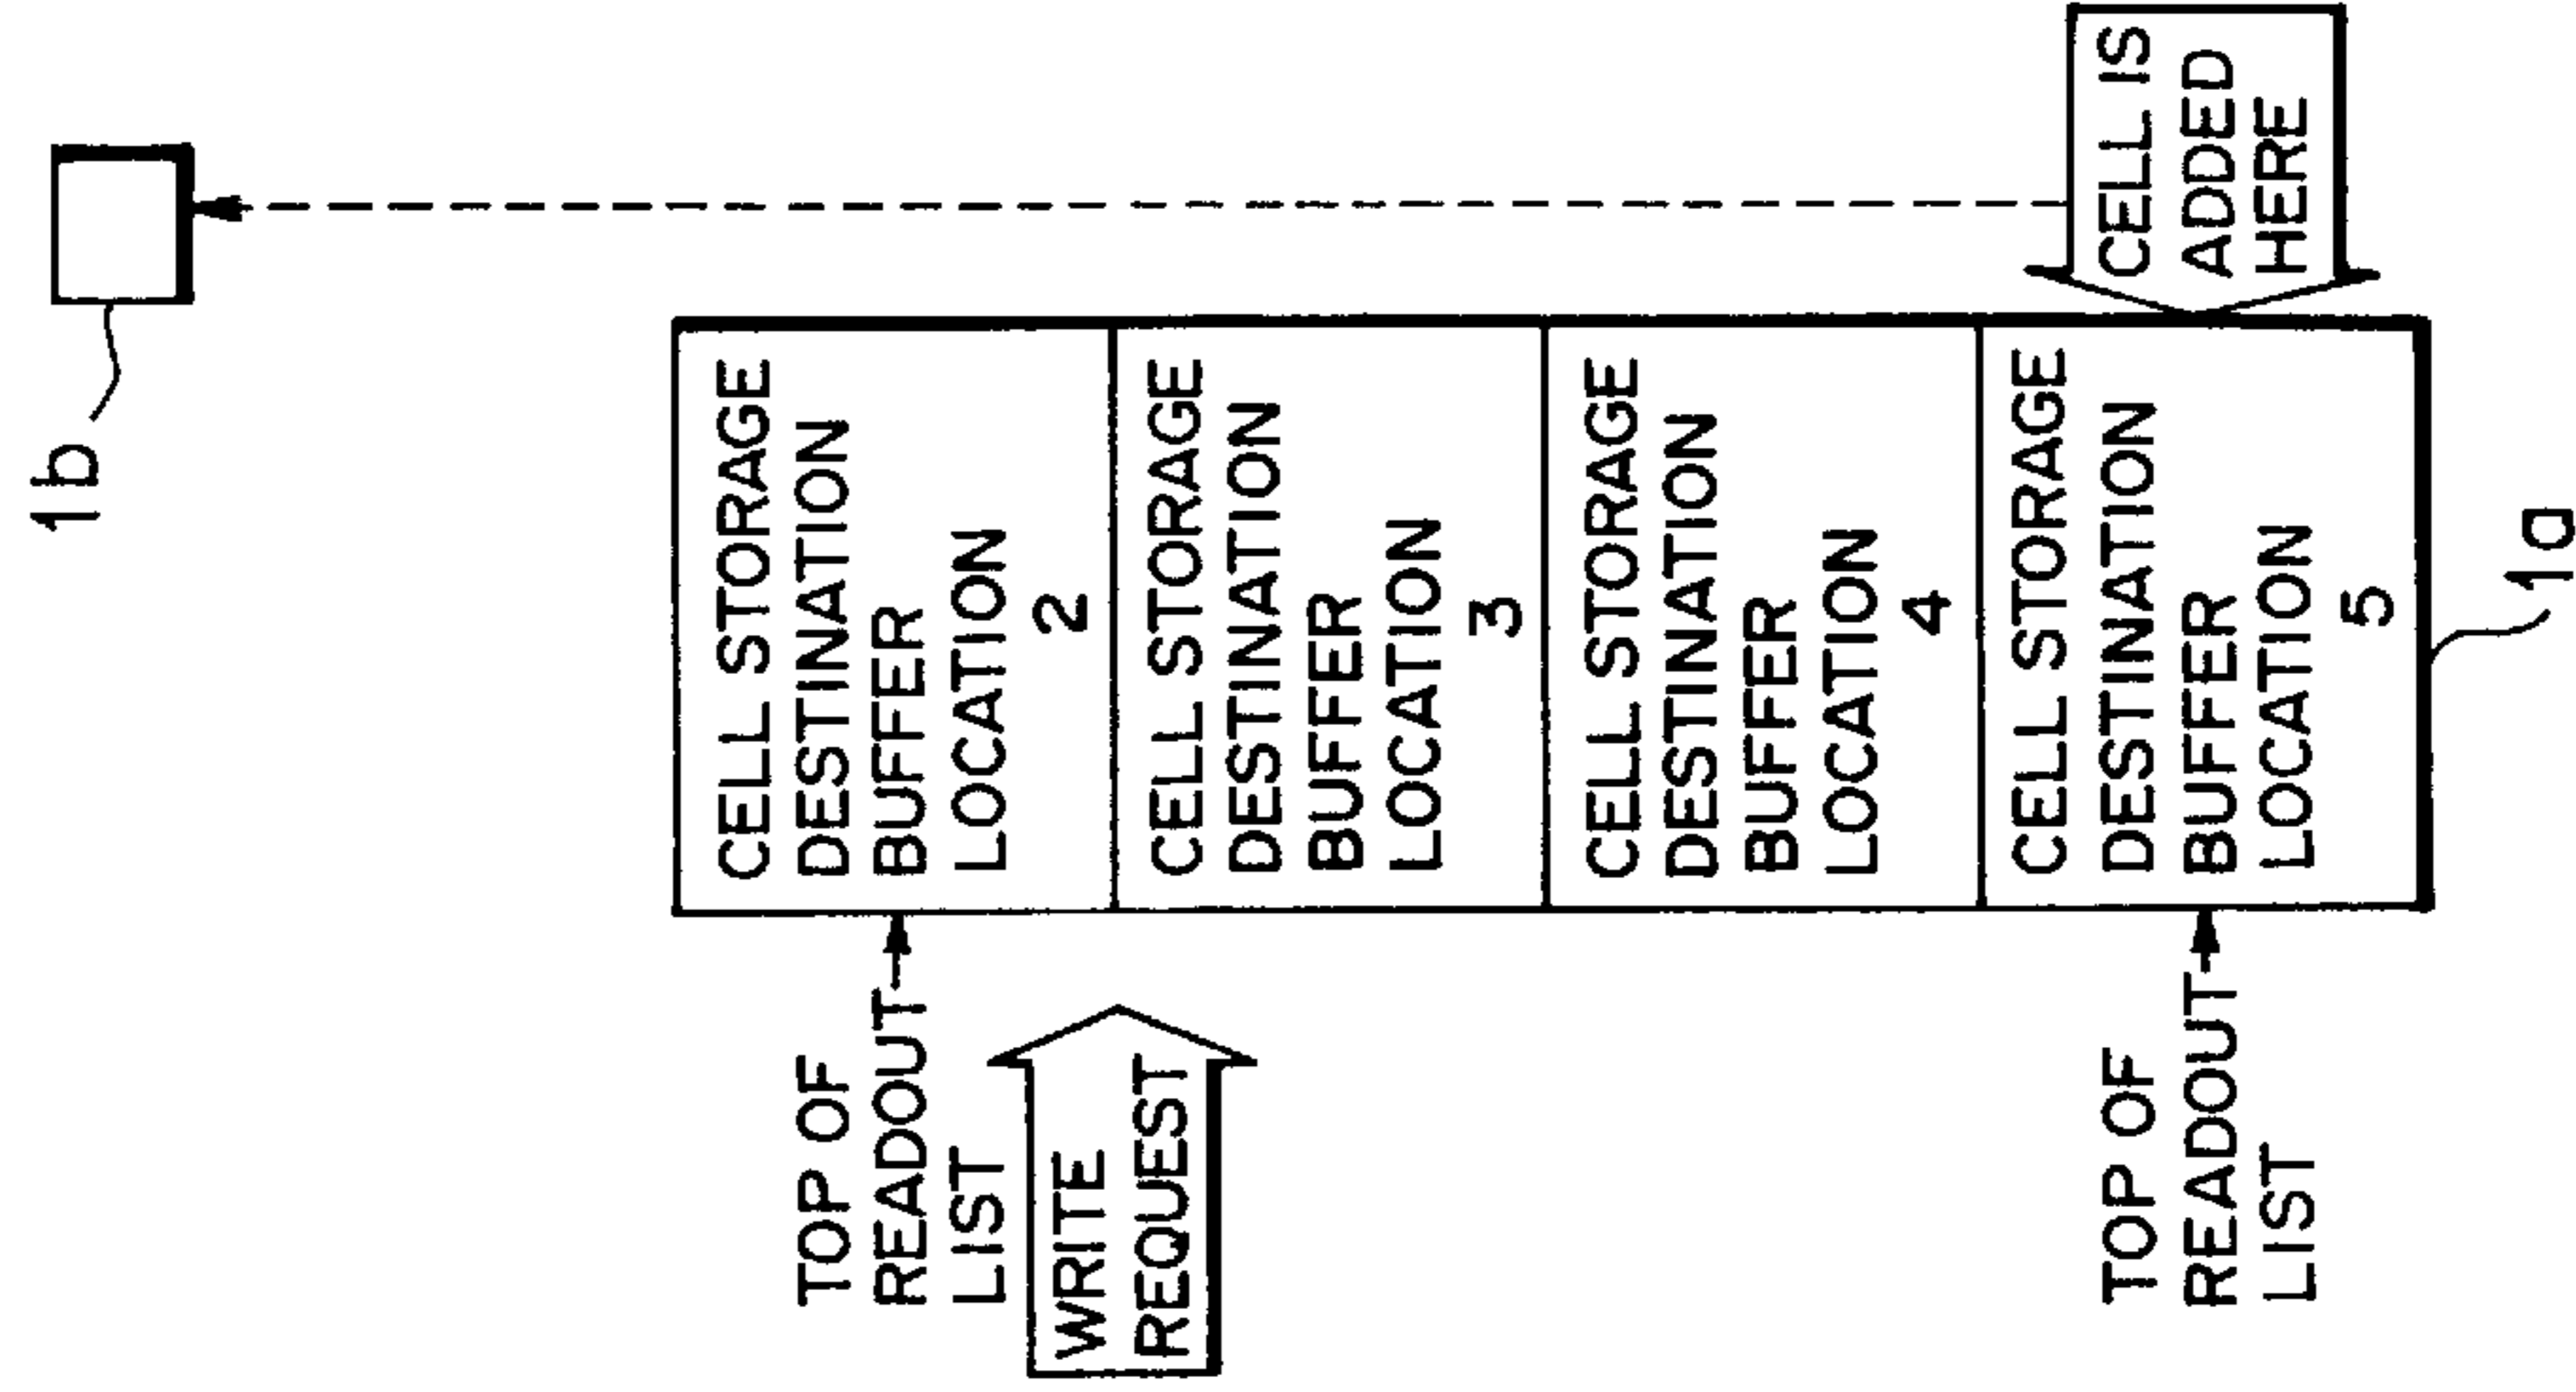 1b
TOP OF
READOUT
LIST
CELL STORAGE
DESTINATION
BUFFER
LOCATION
2
WRITE
REQUEST
CELL STORAGE
DESTINATION
BUFFER
LOCATION
3
CELL STORAGE
DESTINATION
BUFFER
LOCATION
4
TOP OF
READOUT
LIST
CELL STORAGE
DESTINATION
BUFFER
LOCATION
5
CELL IS
ADDED
HERE
1a